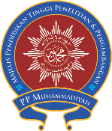 MAJELIS PENDIDIKAN TINGGI PENELITIAN & PENGEMBANGAN
PP MUHAMMADIYAH